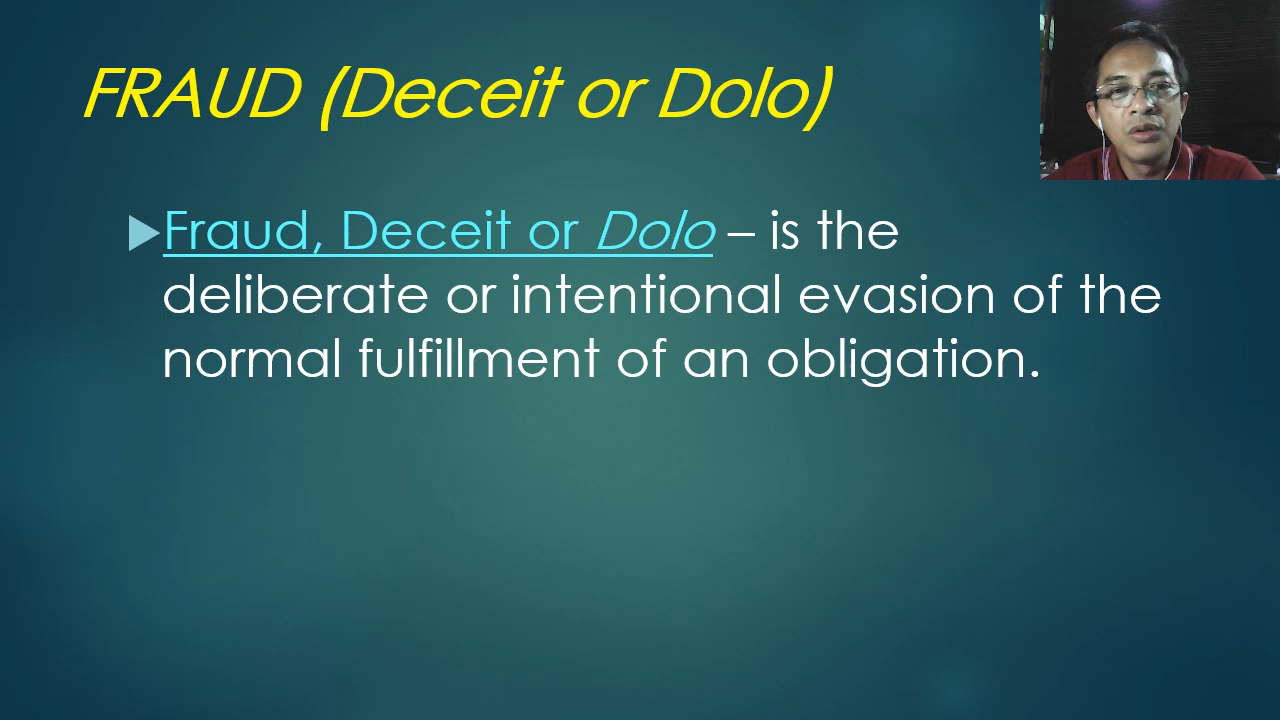 FRAUD (Deceit or Dolo)
Fraud, Deceit or Dolo – is the
deliberate or intentional evasion of the
normal fulfillment of an obligation.